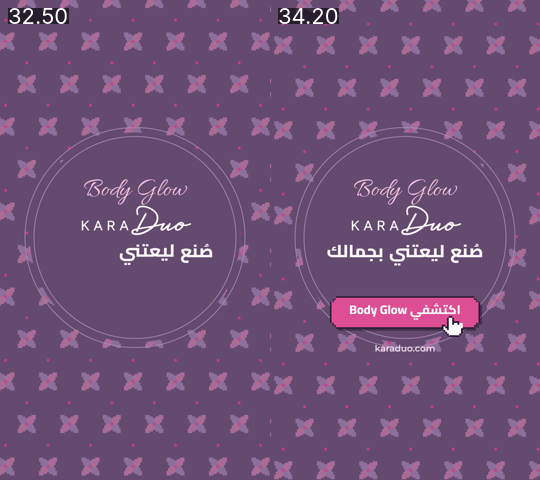 32.50
Body Glow
KARA Duo
صُنع ليعتني
34.20
Body Glow
KARA Duo
صُنع ليعتني بجمالك
اكتشفي Body Glow
karaduo.com